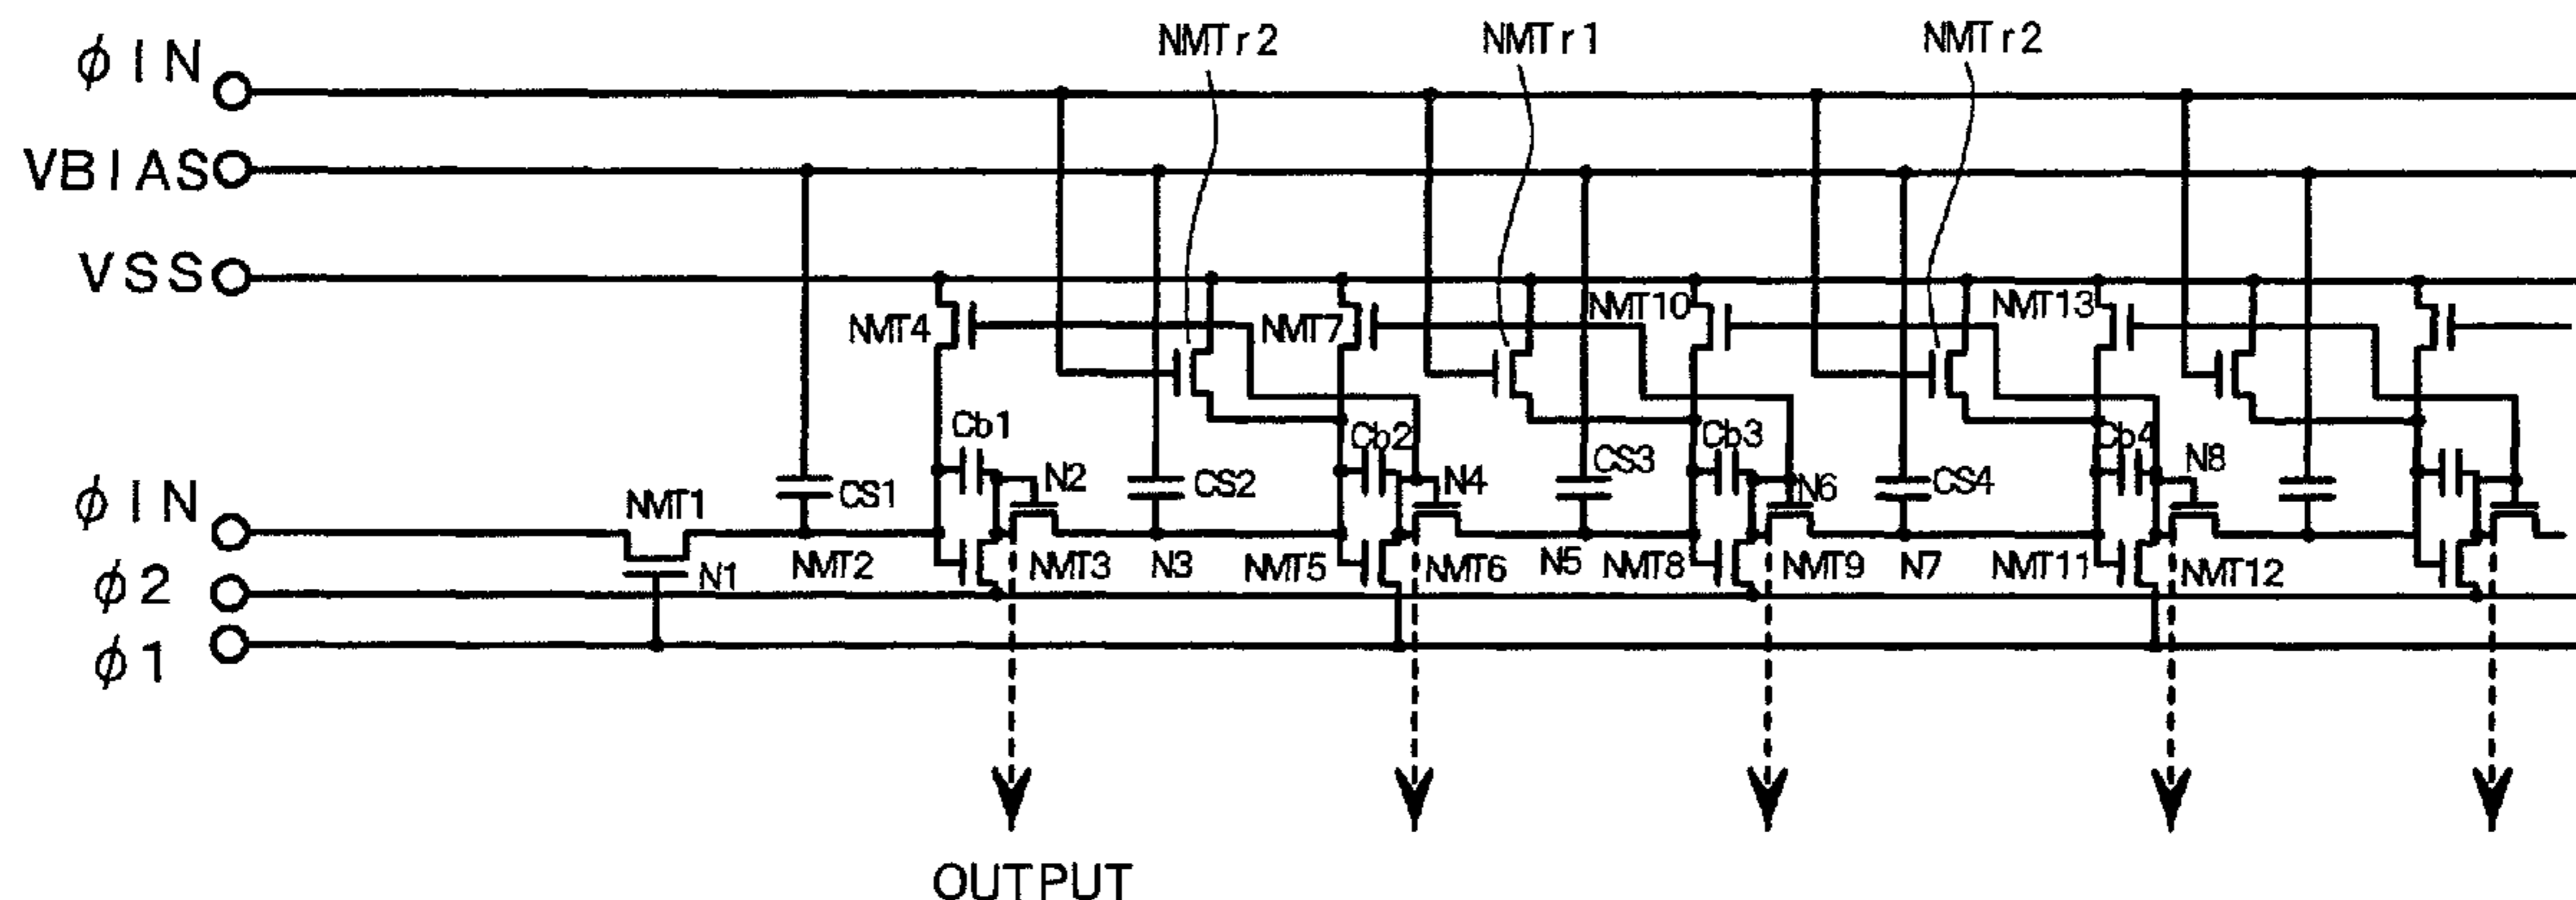 NMTr2 NMTr1 NMTr2
φIN
VBIAS
VSS
NMT4 NMT7 NMT10 NMT13
Cb1 Cb2 Cb3 Cb4
CS1 N2 CS2 N4 CS3 N6 CS4 N8
φIN NMT1
N1 NMT2 NMT3 N3 NMT5 NMT6 N5 NMT8 NMT9 N7 NMT11 NMT12
φ2
φ1
OUTPUT